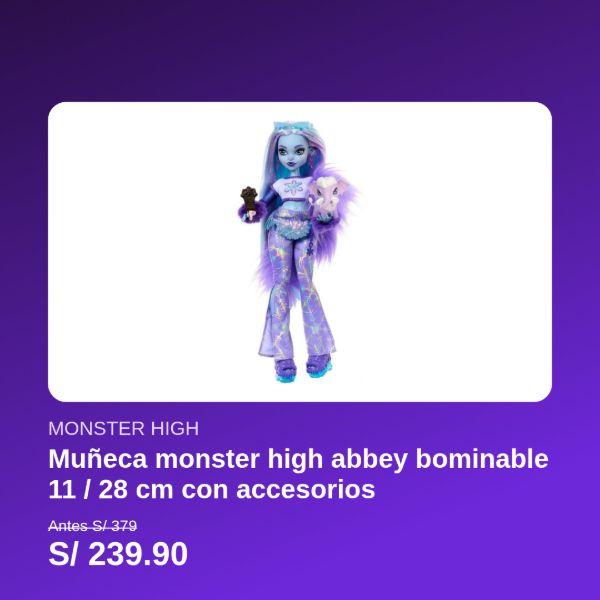 MONSTER HIGH
Muñeca monster high abbey bominable
11 / 28 cm con accesorios
Antes S/ 379
S/ 239.90